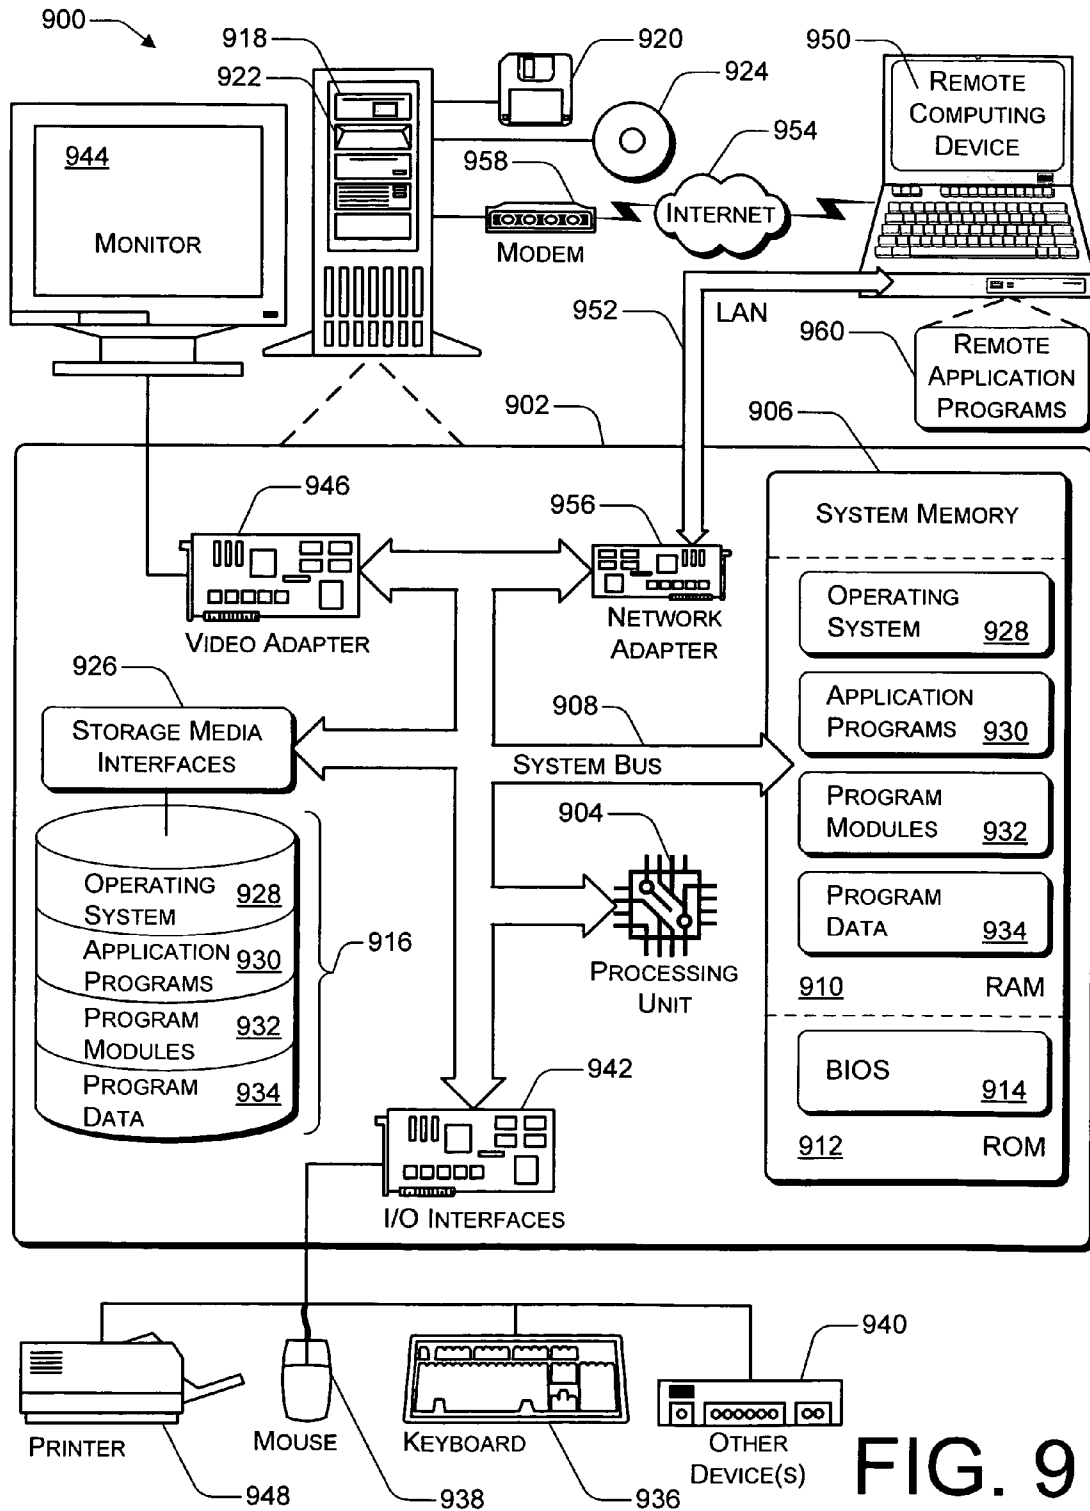 900
918
922
920
924
950
REMOTE
COMPUTING
DEVICE
954
944
MONITOR
958
MODEM
INTERNET
952
LAN
960
REMOTE
APPLICATION
PROGRAMS
902
906
946
956
SYSTEM MEMORY
VIDEO ADAPTER
NETWORK
ADAPTER
OPERATING
SYSTEM
928
926
STORAGE MEDIA
INTERFACES
908
SYSTEM BUS
APPLICATION
PROGRAMS
930
904
PROGRAM
MODULES
932
OPERATING
SYSTEM
928
APPLICATION
PROGRAMS
930
PROGRAM
MODULES
932
PROGRAM
DATA
934
916
PROCESSING
UNIT
PROGRAM
DATA
934
910
RAM
942
BIOS
914
912
ROM
I/O INTERFACES
940
PRINTER
MOUSE
KEYBOARD
OTHER
DEVICE(S)
948
938
936
FIG. 9